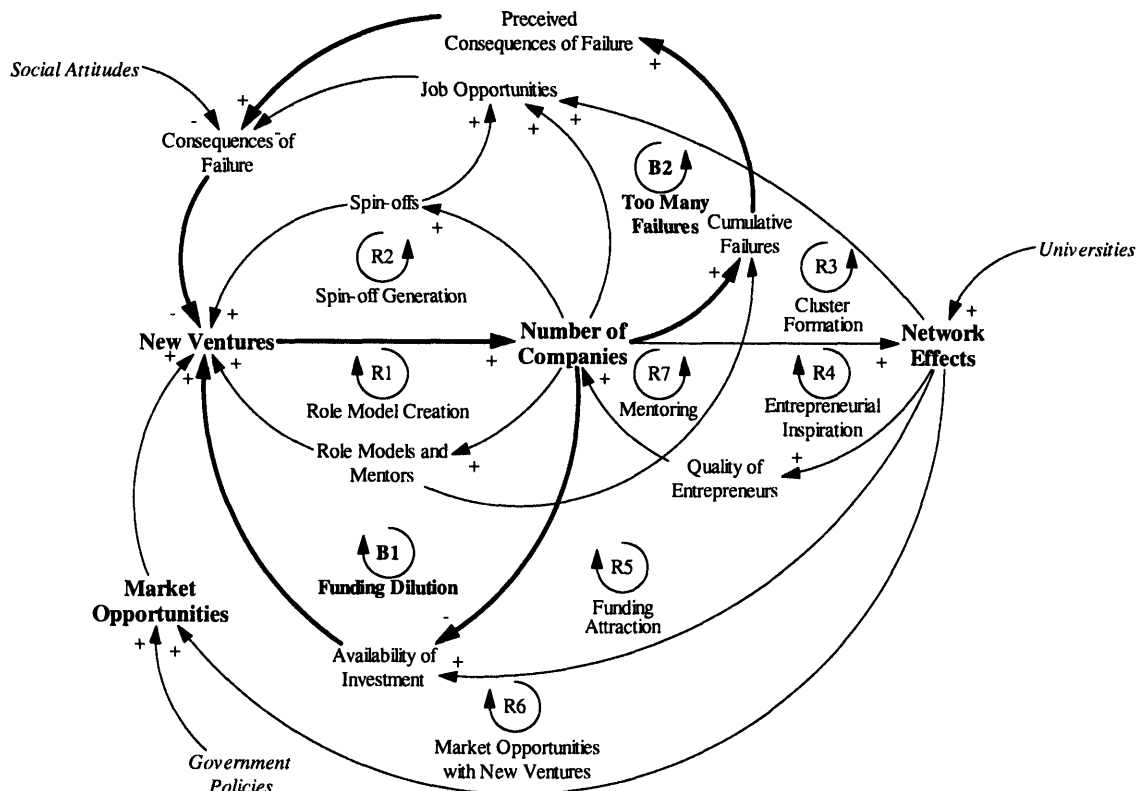 Preceived
Consequences of Failure
Social Attitudes
+
Job Opportunities
+
-
+
+
+
Consequences of
-
Failure
B2
Too Many
Failures
Spin-offs
+
Cumulative
Failures
R2
Spin-off Generation
+
R3
Cluster
Formation
Universities
+
-
+
New Ventures
Number of
Companies
Network
Effects
+
+
+
+
R1
Role Model Creation
+
R7
Mentoring
+
R4
Entrepreneurial
Inspiration
Role Models and
Mentors
+
+
Quality of
Entrepreneurs
B1
Funding Dilution
R5
Funding
Attraction
Market
Opportunities
-
+
+
Availability of
Investment
+
R6
Market Opportunities
with New Ventures
Government
Policies